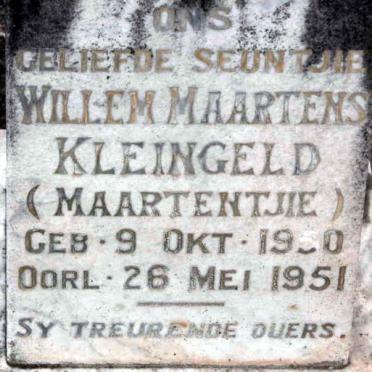 ONS
GELIEFDE SEUNTJIE
WILLEM MAARTENS
KLEINGELD
(MAARTENTJIE)
GEB · 9 OKT ·
OORL · 26 MEI 1951
SY TREURENDE OUERS.